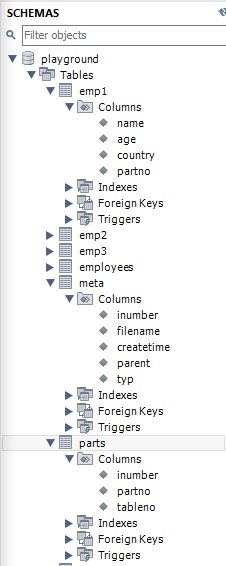 SCHEMAS
Filter objects
playground
Tables
emp1
Columns
name
age
country
partno
Indexes
Foreign Keys
Triggers
emp2
emp3
employees
meta
Columns
inumber
filename
createtime
parent
typ
Indexes
Foreign Keys
Triggers
parts
Columns
inumber
partno
tableno
Indexes
Foreign Keys
Triggers